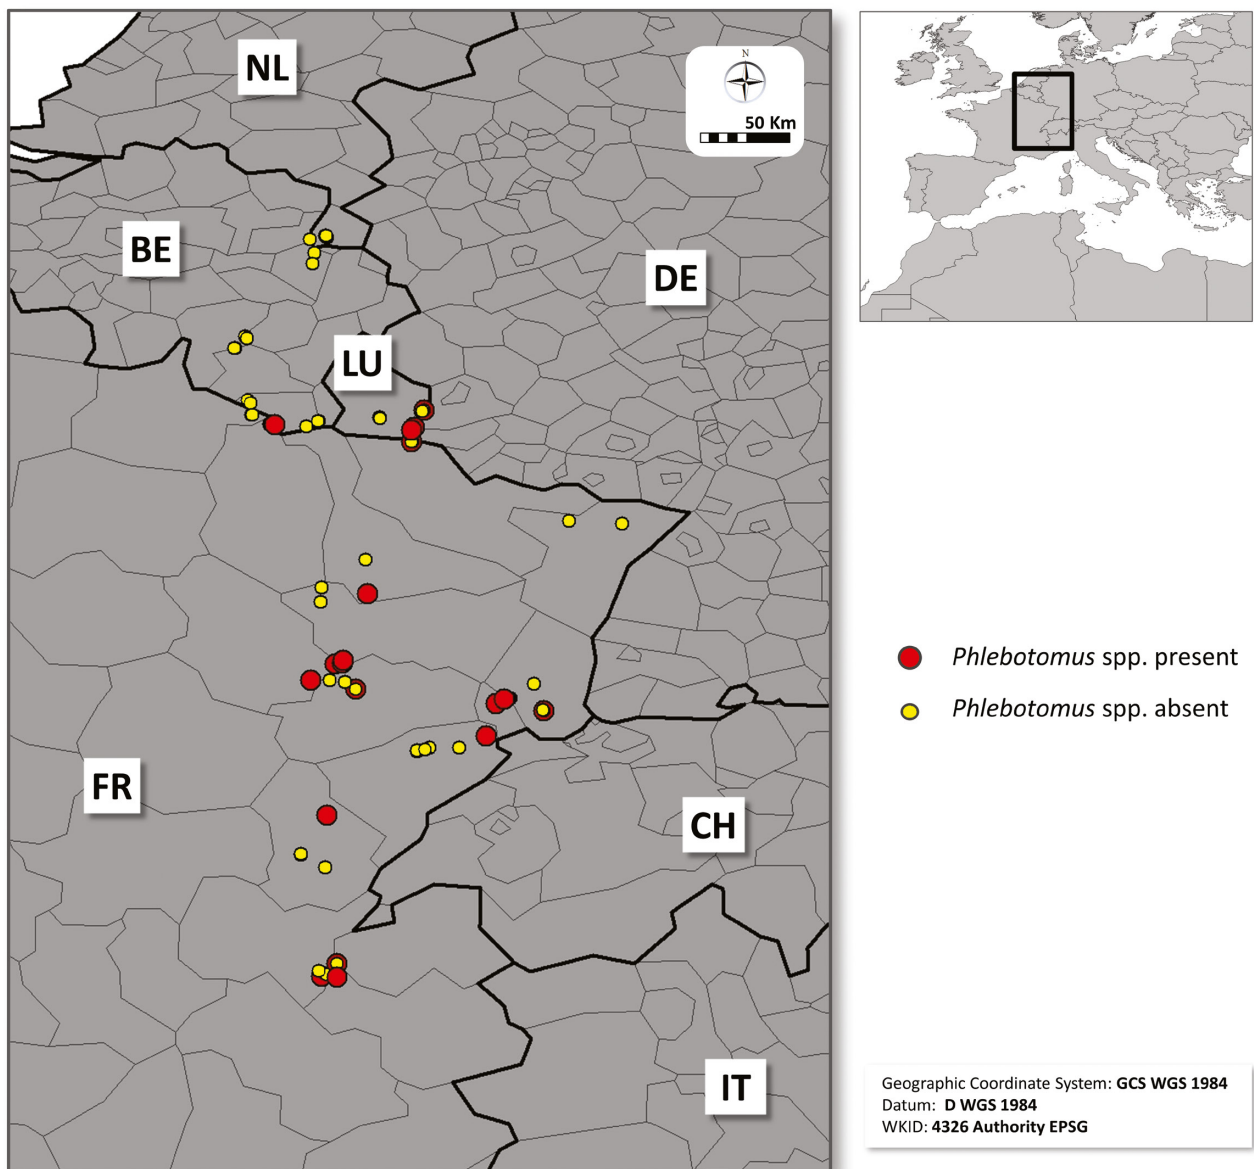 NL
N
50 Km
BE
DE
LU
FR
CH
IT
Phlebotomus spp. present
Phlebotomus spp. absent
Geographic Coordinate System: GCS WGS 1984
Datum: D WGS 1984
WKID: 4326 Authority EPSG